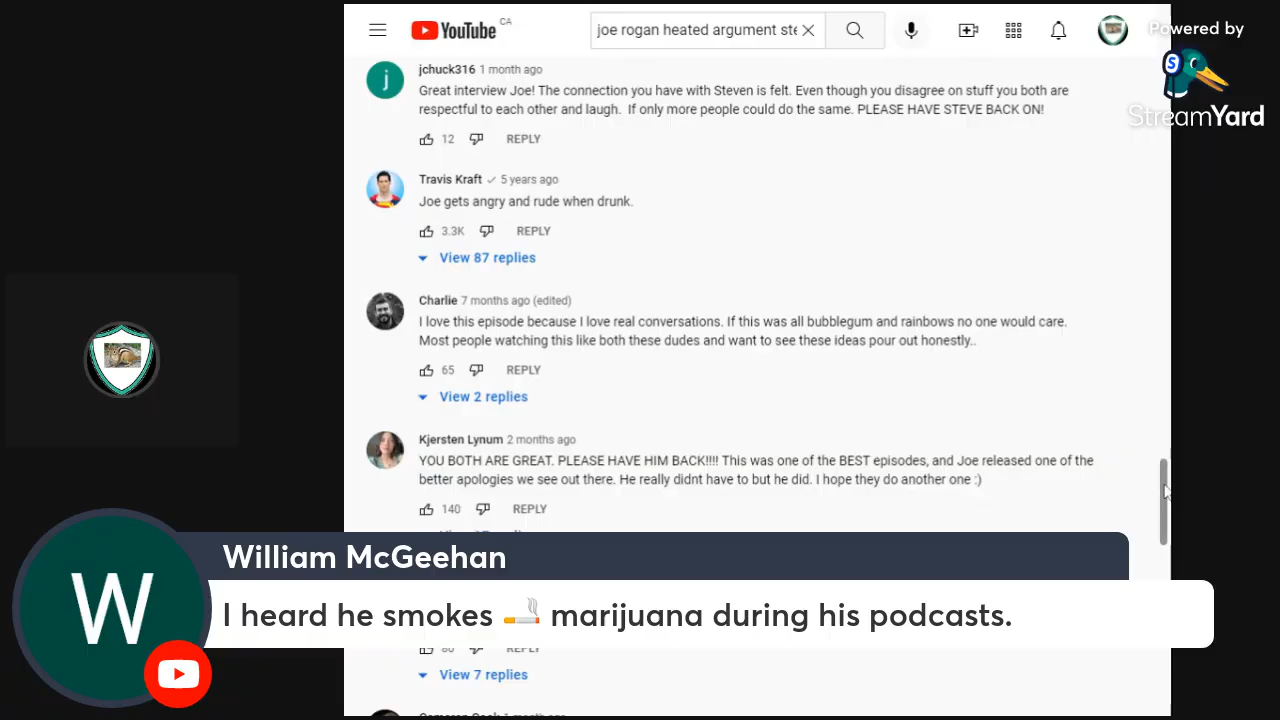 YouTube CA
joe rogan heated argument ste
Powered by
S
StreamYard
j
jchuck316 1 month ago
Great interview Joe! The connection you have with Steven is felt. Even though you disagree on stuff you both are
respectful to each other and laugh. If only more people could do the same. PLEASE HAVE STEVE BACK ON!
12 REPLY
Travis Kraft 5 years ago
Joe gets angry and rude when drunk.
3.3K REPLY
View 87 replies
Charlie 7 months ago (edited)
I love this episode because I love real conversations. If this was all bubblegum and rainbows no one would care.
Most people watching this like both these dudes and want to see these ideas pour out honestly..
65 REPLY
View 2 replies
Kjersten Lynum 2 months ago
YOU BOTH ARE GREAT. PLEASE HAVE HIM BACK!!!! This was one of the BEST episodes, and Joe released one of the
better apologies we see out there. He really didnt have to but he did. I hope they do another one :)
140 REPLY
W
William McGeehan
I heard he smokes 🚬 marijuana during his podcasts.
80 REPLY
View 7 replies